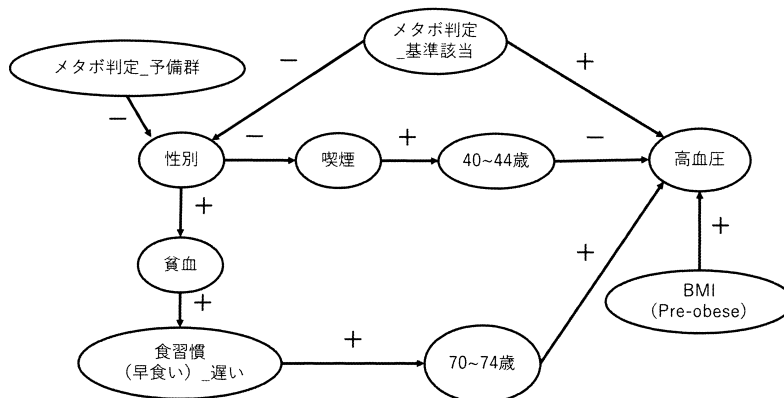 メタボ判定
_基準該当
メタボ判定_予備群
−
−
+
性別
−
喫煙
+
40~44歳
−
高血圧
+
貧血
+
+
+
BMI
(Pre-obese)
食習慣
(早食い)_遅い
+
70~74歳